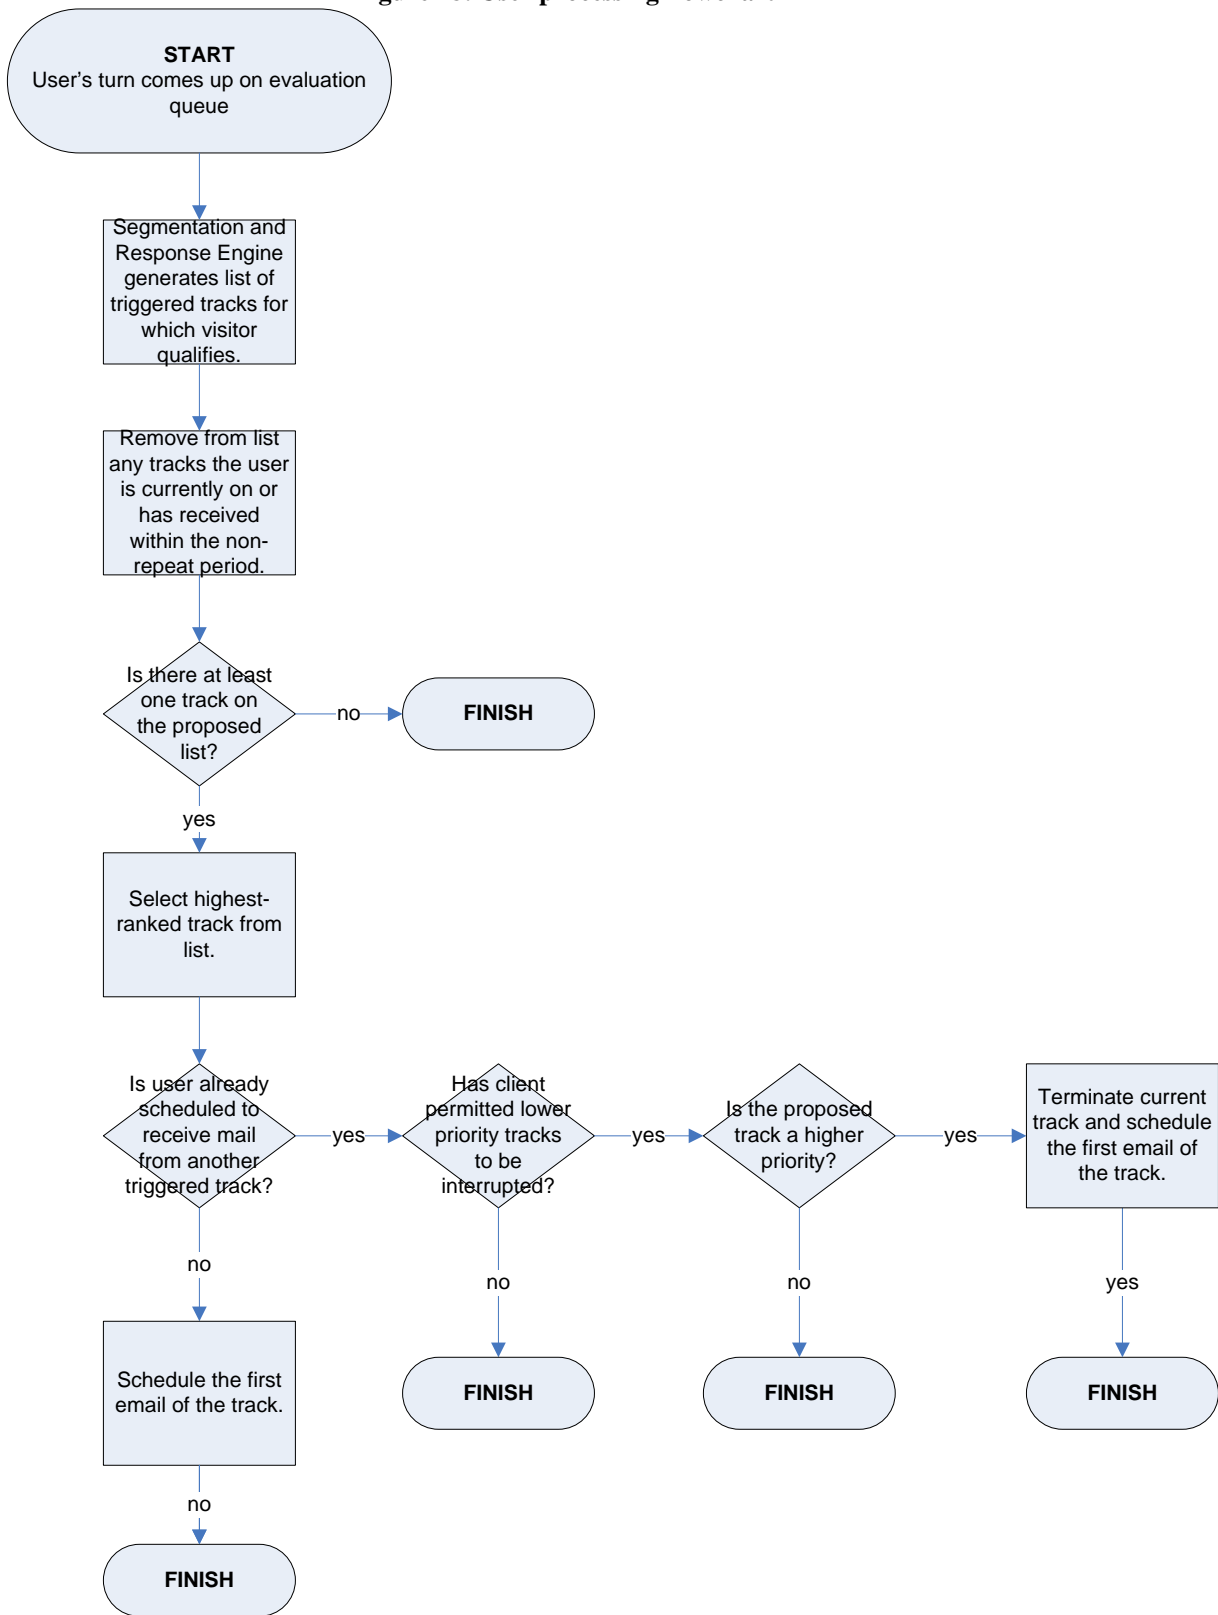 START
User's turn comes up on evaluation
queue
Segmentation and
Response Engine
generates list of
triggered tracks for
which visitor
qualifies.
Remove from list
any tracks the user
is currently on or
has received
within the non-
repeat period.
Is there at least
one track on
the proposed
list?
no
FINISH
yes
Select highest-
ranked track from
list.
Is user already
scheduled to
receive mail
from another
triggered track?
yes
Has client
permitted lower
priority tracks
to be
interrupted?
yes
Is the proposed
track a higher
priority?
yes
Terminate current
track and schedule
the first email of
the track.
no
no
no
yes
Schedule the first
email of the track.
FINISH
FINISH
FINISH
no
FINISH